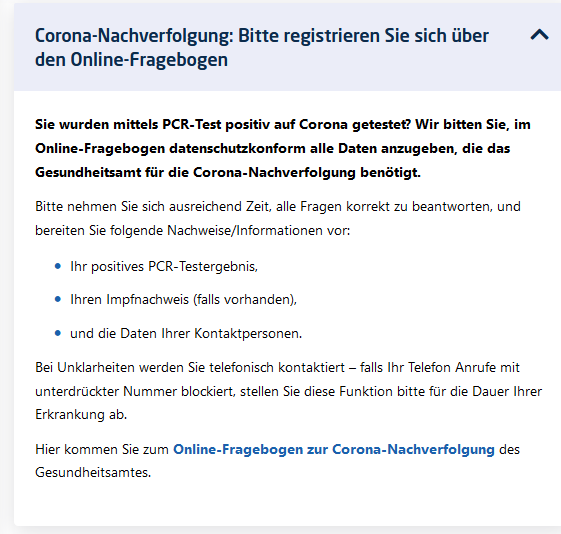 Corona-Nachverfolgung: Bitte registrieren Sie sich über
den Online-Fragebogen
Sie wurden mittels PCR-Test positiv auf Corona getestet? Wir bitten Sie, im
Online-Fragebogen datenschutzkonform alle Daten anzugeben, die das
Gesundheitsamt für die Corona-Nachverfolgung benötigt.
Bitte nehmen Sie sich ausreichend Zeit, alle Fragen korrekt zu beantworten, und
bereiten Sie folgende Nachweise/Informationen vor:
• Ihr positives PCR-Testergebnis,
• Ihren Impfnachweis (falls vorhanden),
• und die Daten Ihrer Kontaktpersonen.
Bei Unklarheiten werden Sie telefonisch kontaktiert – falls Ihr Telefon Anrufe mit
unterdrückter Nummer blockiert, stellen Sie diese Funktion bitte für die Dauer Ihrer
Erkrankung ab.
Hier kommen Sie zum Online-Fragebogen zur Corona-Nachverfolgung des
Gesundheitsamtes.